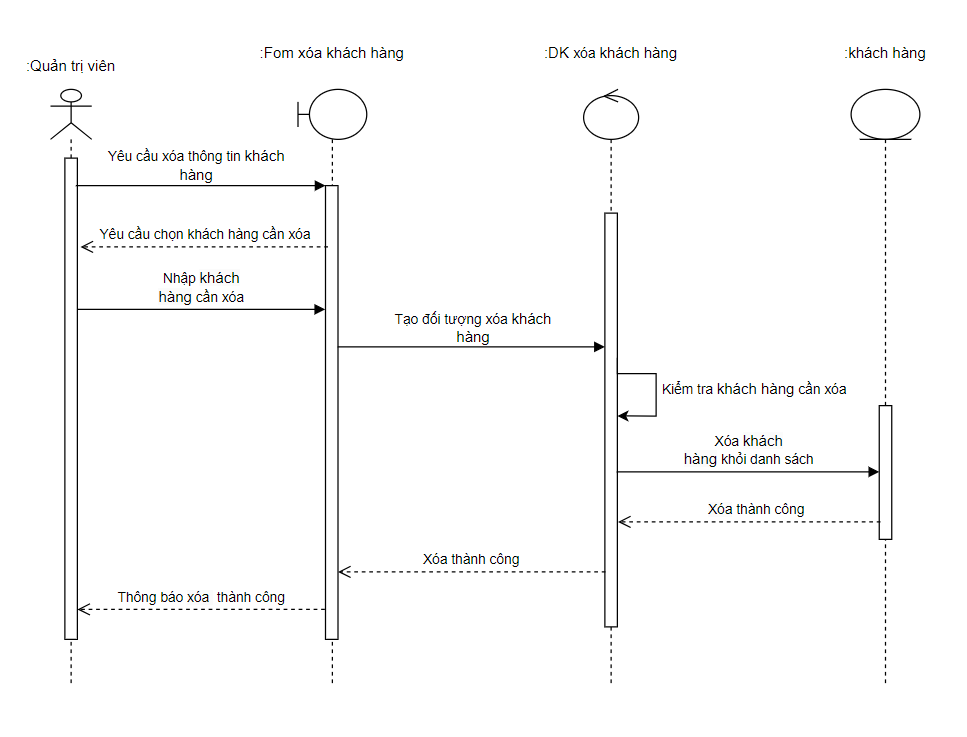 :Quản trị viên
:Fom xóa khách hàng
:DK xóa khách hàng
:khách hàng
Yêu cầu xóa thông tin khách
hàng
Yêu cầu chọn khách hàng cần xóa
Nhập khách
hàng cần xóa
Tạo đối tượng xóa khách
hàng
Kiểm tra khách hàng cần xóa
Xóa khách
hàng khỏi danh sách
Xóa thành công
Xóa thành công
Thông báo xóa thành công